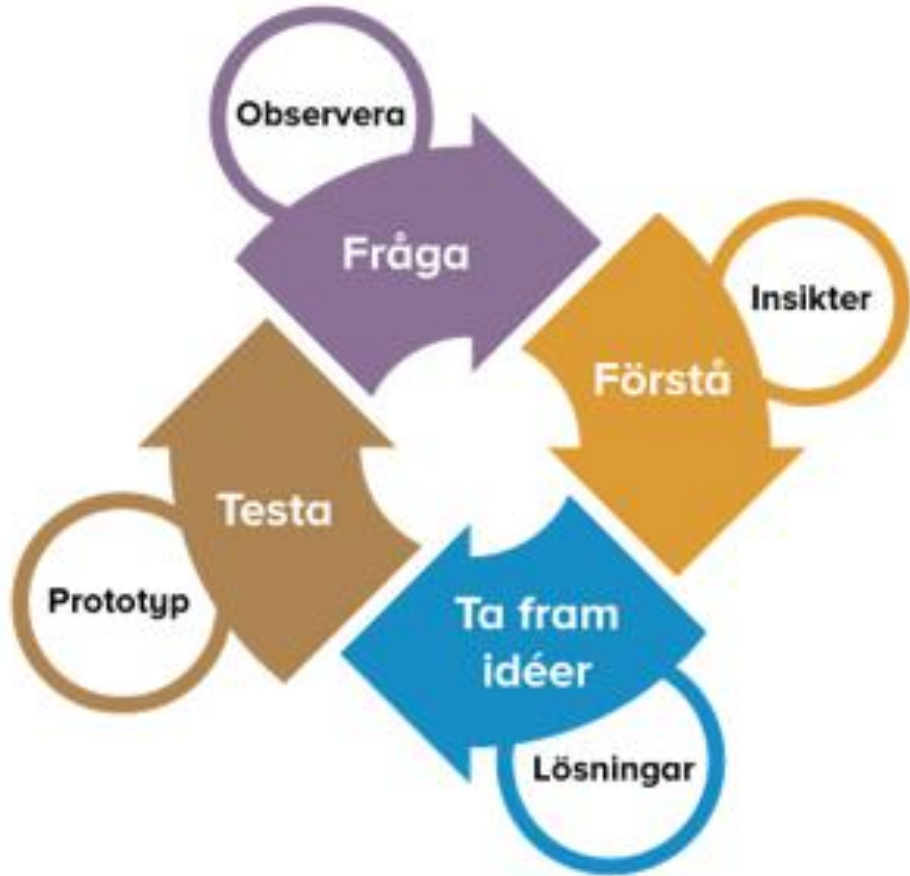 Observera
Fråga
Insikter
Förstå
Ta fram
idéer
Lösningar
Testa
Prototyp